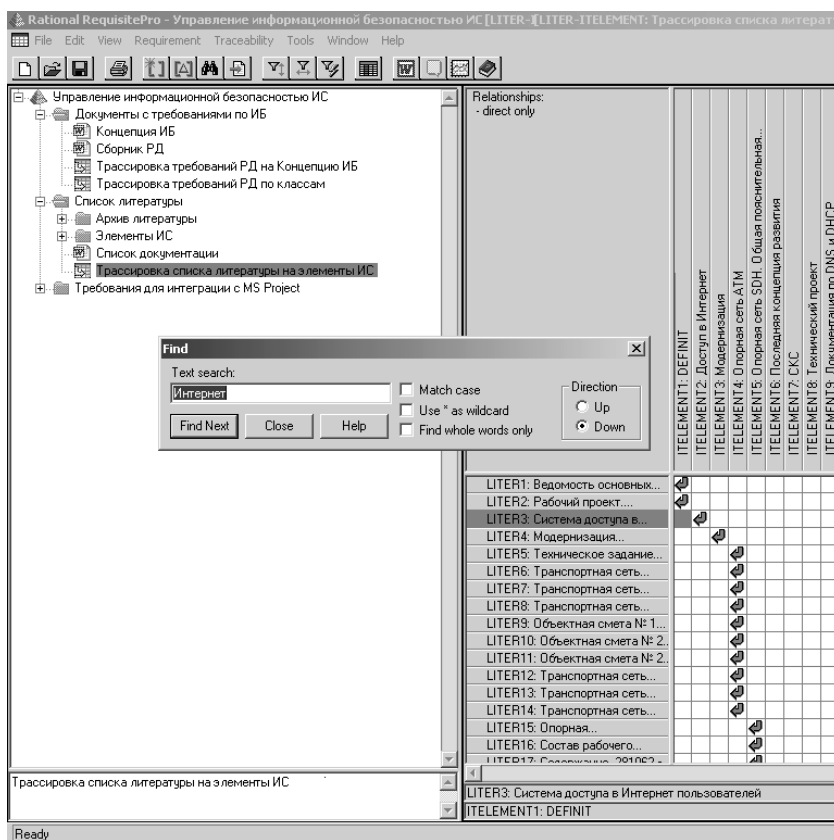 Rational RequisitePro - Управление информационной безопасностью ИС [LITER-][LITER-ITELEMENT: Трассировка списка литерат
File Edit View Requirement Traceability Tools Window Help
Управление информационной безопасностью ИС
Документы с требованиями по ИБ
Концепция ИБ
Сборник РД
Трассировка требований РД на Концепцию ИБ
Трассировка требований РД по классам
Список литературы
Архив литературы
Элементы ИС
Список документации
Трассировка списка литературы на элементы ИС
Требования для интеграции с MS Project
Relationships:
- direct only
ITELEMENT1: DEFINIT
ITELEMENT2: Доступ в Интернет
ITELEMENT3: Модернизация
ITELEMENT4: Опорная сеть ATM
ITELEMENT5: Опорная сеть SDH. Общая пояснительная...
ITELEMENT6: Последняя концепция развития
ITELEMENT7: СКС
ITELEMENT8: Технический проект
ITELEMENT9: Документация по DNS и DHCP
Find
Text search:
Интернет
Find Next Close Help
Match case
Use * as wildcard
Find whole words only
Direction
Up
Down
LITER1: Ведомость основных...
LITER2: Рабочий проект....
LITER3: Система доступа в...
LITER4: Модернизация...
LITER5: Техническое задание...
LITER6: Транспортная сеть...
LITER7: Транспортная сеть...
LITER8: Транспортная сеть...
LITER9: Объектная смета № 1...
LITER10: Объектная смета № 2..
LITER11: Объектная смета № 2..
LITER12: Транспортная сеть...
LITER13: Транспортная сеть...
LITER14: Транспортная сеть...
LITER15: Опорная...
LITER16: Состав рабочего...
LITER17: Содержание. 281062 -
Трассировка списка литературы на элементы ИС
LITER3: Система доступа в Интернет пользователей
ITELEMENT1: DEFINIT
Ready